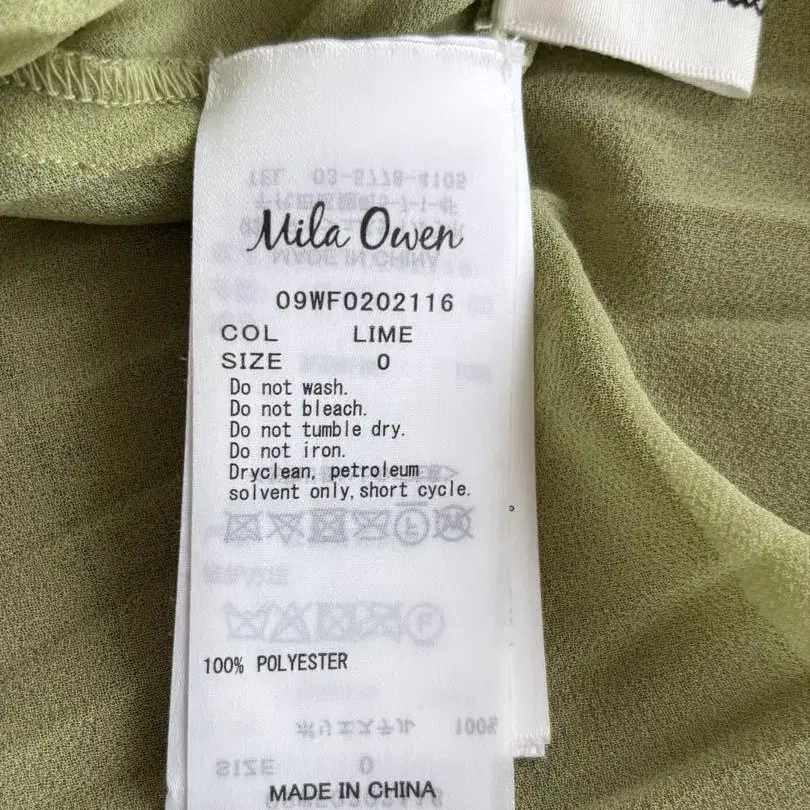 Mila Owen
09WF0202116
COL LIME
SIZE 0
Do not wash.
Do not bleach.
Do not tumble dry.
Do not iron.
Dryclean, petroleum
solvent only, short cycle.
100% POLYESTER
MADE IN CHINA